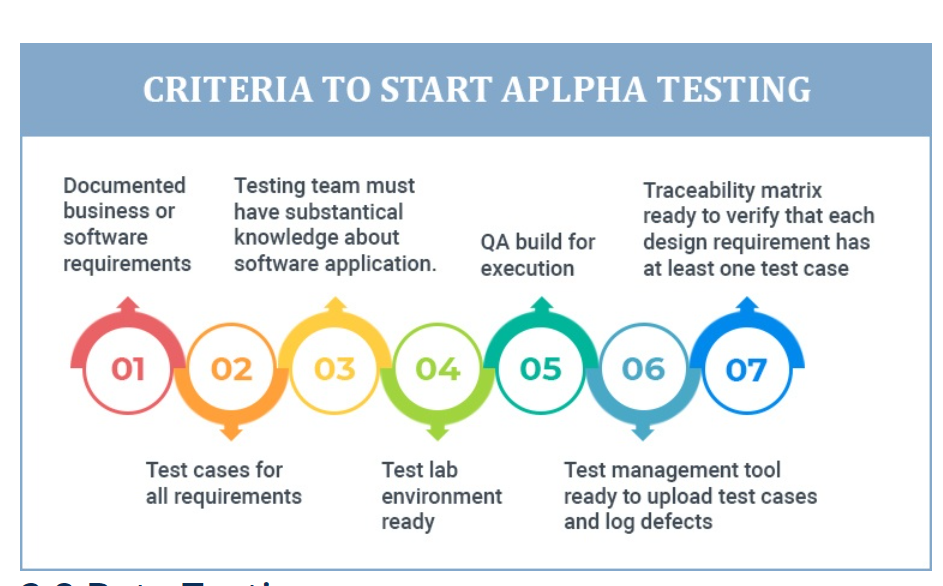 CRITERIA TO START APLPHA TESTING
Documented
business or
software
requirements
Testing team must
have substantical
knowledge about
software application.
QA build for
execution
Traceability matrix
ready to verify that each
design requirement has
at least one test case
01
02
03
04
05
06
07
Test cases for
all requirements
Test lab
environment
ready
Test management tool
ready to upload test cases
and log defects